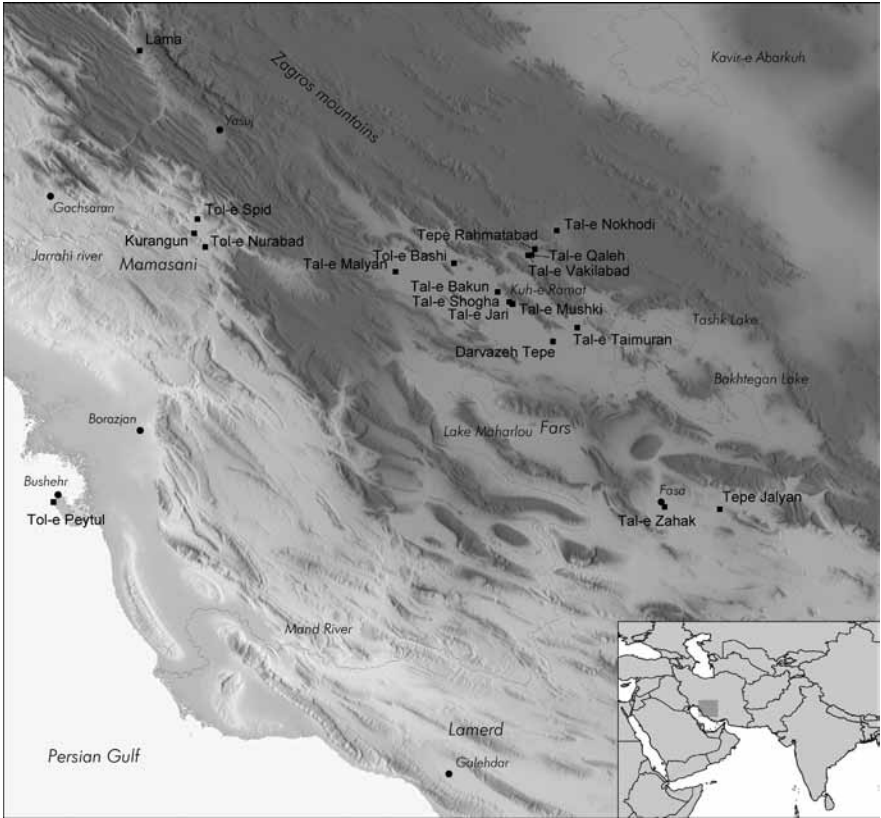 Lama
Kavir-e Abarkuh
Zagros mountains
Yasuj
Gachsaran
Tol-e Spid
Tal-e Nokhodi
Kurangun
Tepe Rahmatabad
Tol-e Nurabad
Jarrahi river
Tol-e Bashi
Tal-e Qaleh
Mamasani
Tal-e Malyan
Tal-e Vakilabad
Tal-e Bakun
Kuh-e Ramat
Tal-e Shogha
Tal-e Mushki
Tal-e Jari
Tashk Lake
Tal-e Taimuran
Darvazeh Tepe
Bakhtegan Lake
Borazjan
Lake Maharlou
Fars
Bushehr
Fasa
Tepe Jalyan
Tol-e Peytul
Tal-e Zahak
Mand River
Lamerd
Persian Gulf
Galehdar